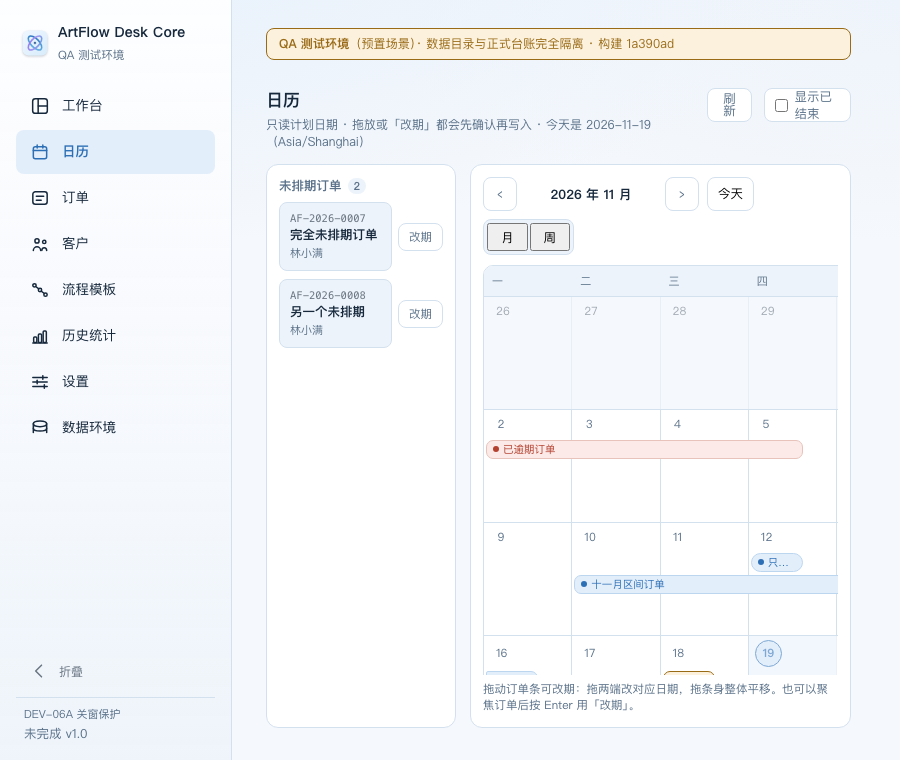 ArtFlow Desk Core
QA 测试环境
工作台
日历
订单
客户
流程模板
历史统计
设置
数据环境
折叠
DEV-06A 关窗保护
未完成 v1.0
QA 测试环境（预置场景）· 数据目录与正式台账完全隔离 · 构建 1a390ad
日历
只读计划日期 · 拖放或「改期」都会先确认再写入 · 今天是 2026-11-19
（Asia/Shanghai）
刷
新
显示已
结束
未排期订单 2
AF-2026-0007
完全未排期订单
林小满
改期
AF-2026-0008
另一个未排期
林小满
改期
‹ 2026 年 11 月 › 今天
月 周
一 二 三 四
26 27 28 29
2 3 4 5
已逾期订单
9 10 11 12
只…
十一月区间订单
16 17 18 19
拖动订单条可改期：拖两端改对应日期，拖条身整体平移。也可以聚
焦订单后按 Enter 用「改期」。